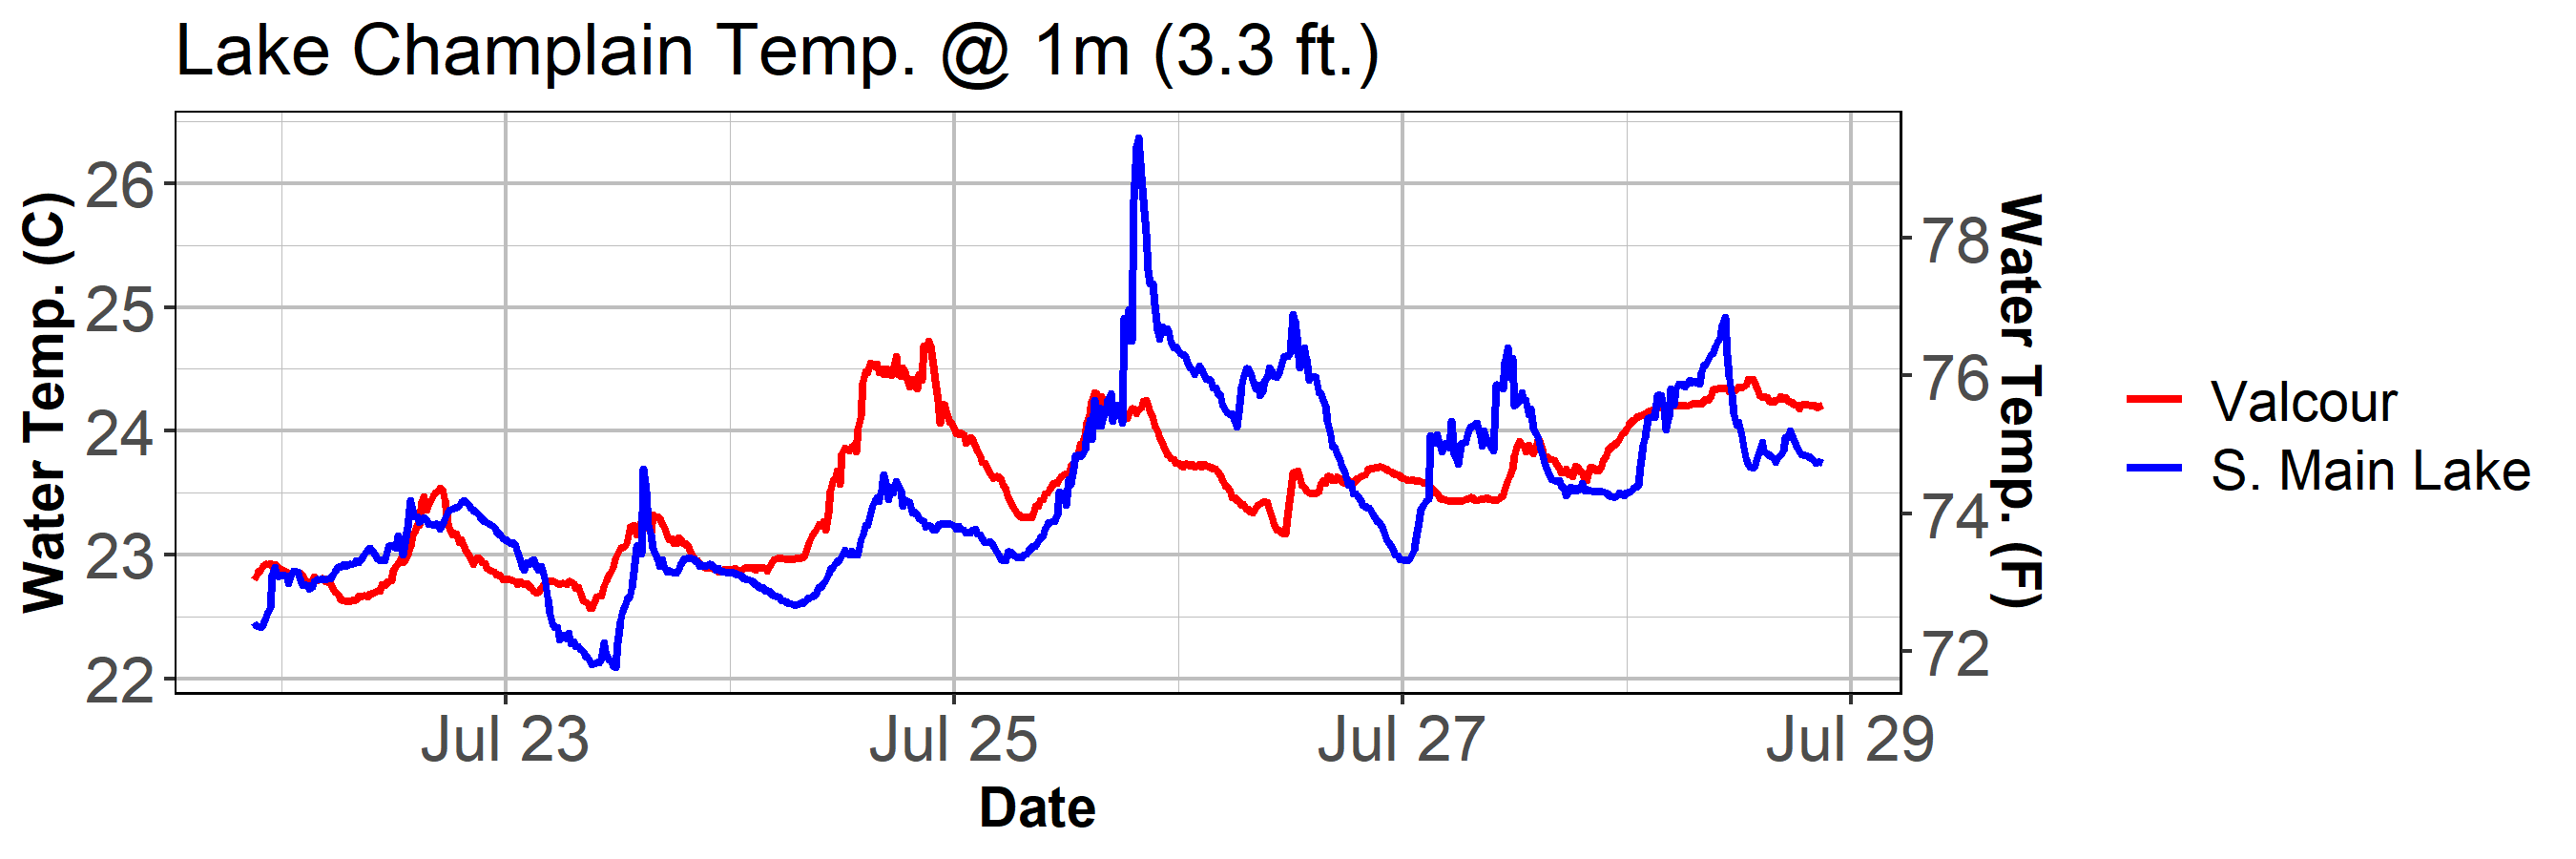 Lake Champlain Temp. @ 1m (3.3 ft.)
Water Temp. (C)
26
25
24
23
22
78
76
74
72
Water Temp. (F)
Jul 23
Jul 25
Jul 27
Jul 29
Date
Valcour
S. Main Lake